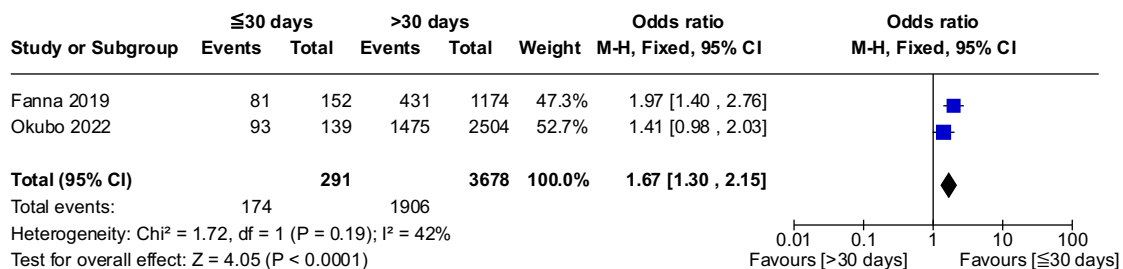 ≦30 days >30 days Odds ratio Odds ratio
Study or Subgroup Events Total Events Total Weight M-H, Fixed, 95% CI M-H, Fixed, 95% CI
Fanna 2019 81 152 431 1174 47.3% 1.97 [1.40 , 2.76]
Okubo 2022 93 139 1475 2504 52.7% 1.41 [0.98 , 2.03]
Total (95% CI) 291 3678 100.0% 1.67 [1.30 , 2.15]
Total events: 174 1906
Heterogeneity: Chi² = 1.72, df = 1 (P = 0.19); I² = 42%
0.01 0.1 1 10 100
Test for overall effect: Z = 4.05 (P < 0.0001) Favours [>30 days] Favours [≦30 days]